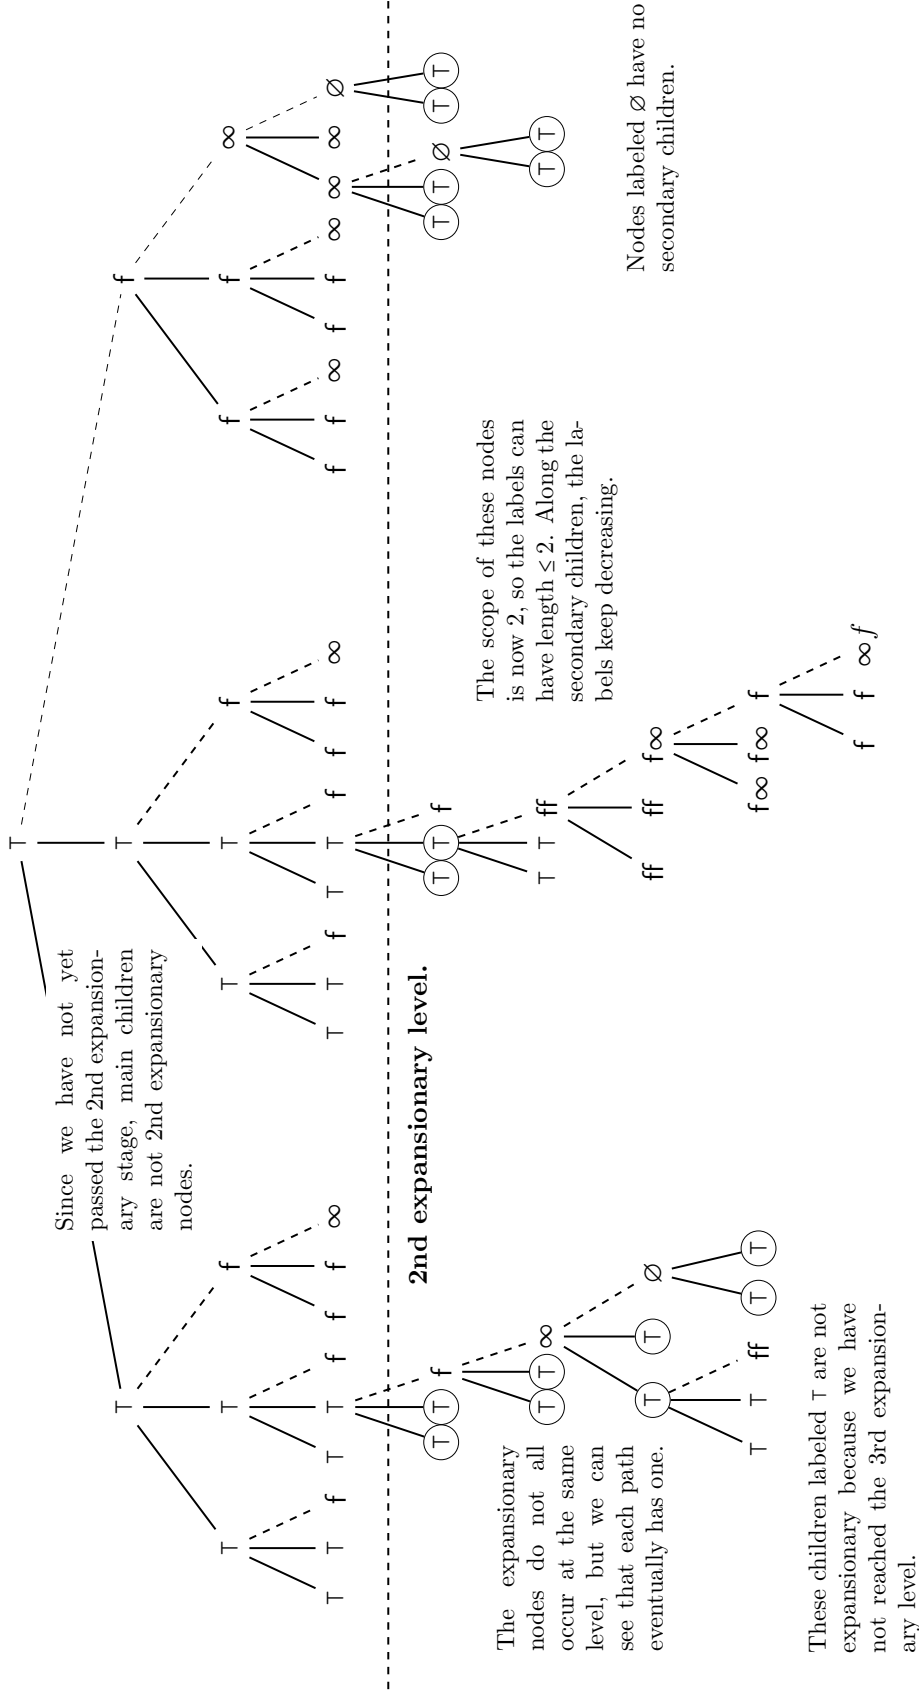 T
T T f
Since we have not yet
passed the 2nd expansion-
ary stage, main children
are not 2nd expansionary
nodes.
T T f T T f f f ∞
T T f T T f f f ∞ T T f T T f f f ∞ f f ∞ f f ∞ ∞ ∞ ∅
2nd expansionary level.
T T f T T f T T ∅ T T
The expansionary
nodes do not all
occur at the same
level, but we can
see that each path
eventually has one.
The scope of these nodes
is now 2, so the labels can
have length ≤ 2. Along the
secondary children, the la-
bels keep decreasing.
T T ∞ T T ff T T
Nodes labeled ∅ have no
secondary children.
T T ∅ ff ff f∞
T T ff T T f∞ f∞ f
These children labeled T are not
expansionary because we have
not reached the 3rd expansion-
ary level.
f f ∞f